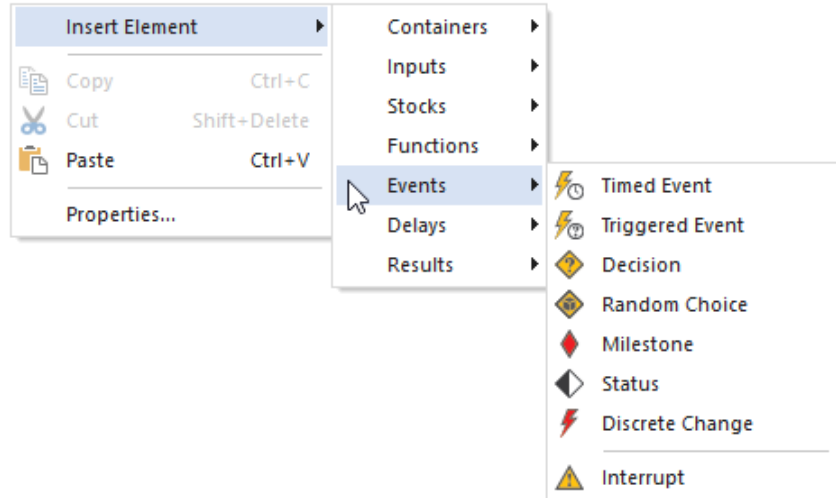 Insert Element
Copy Ctrl+C
Cut Shift+Delete
Paste Ctrl+V
Properties...
Containers
Inputs
Stocks
Functions
Events
Delays
Results
Timed Event
Triggered Event
Decision
Random Choice
Milestone
Status
Discrete Change
Interrupt